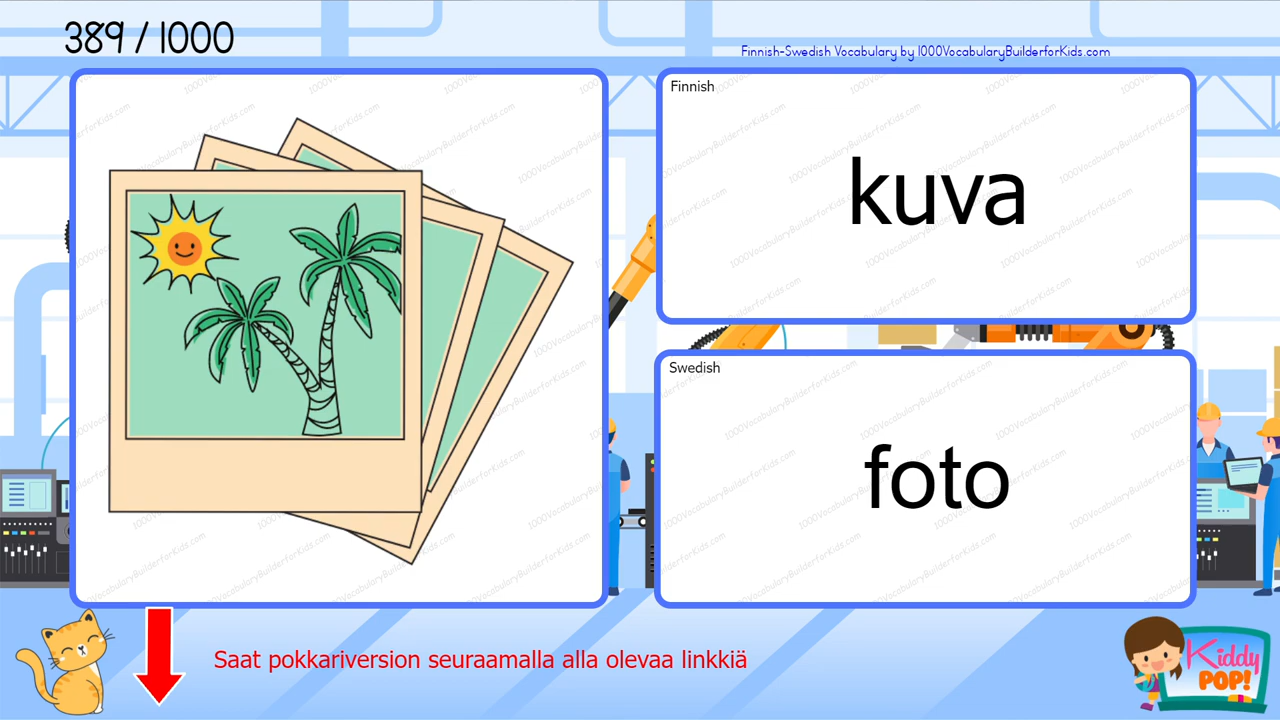 389 / 1000
Finnish-Swedish Vocabulary by 1000VocabularyBuilderforKids.com
Finnish
kuva
Swedish
foto
Saat pokkariversion seuraamalla alla olevaa linkkiä
Kiddy
POP!